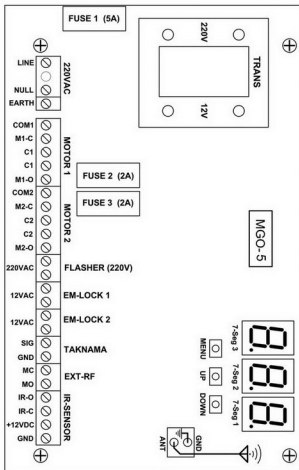 FUSE 1 (5A)
220V
TRANS
12V
LINE
NULL
EARTH
220VAC
COM1
M1-C
C1
C1
M1-O
MOTOR 1
FUSE 2 (2A)
FUSE 3 (2A)
COM2
M2-C
C2
C2
M2-O
MOTOR 2
MGO-5
220VAC
FLASHER (220V)
12VAC
EM-LOCK 1
12VAC
EM-LOCK 2
SIG
GND
TAKNAMA
MC
MO
EXT-RF
IR-O
IR-C
+12VDC
GND
IR-SENSOR
MENU
UP
DOWN
7-Seg 3
7-Seg 2
7-Seg 1
8.
8.
8.
ANT
GND